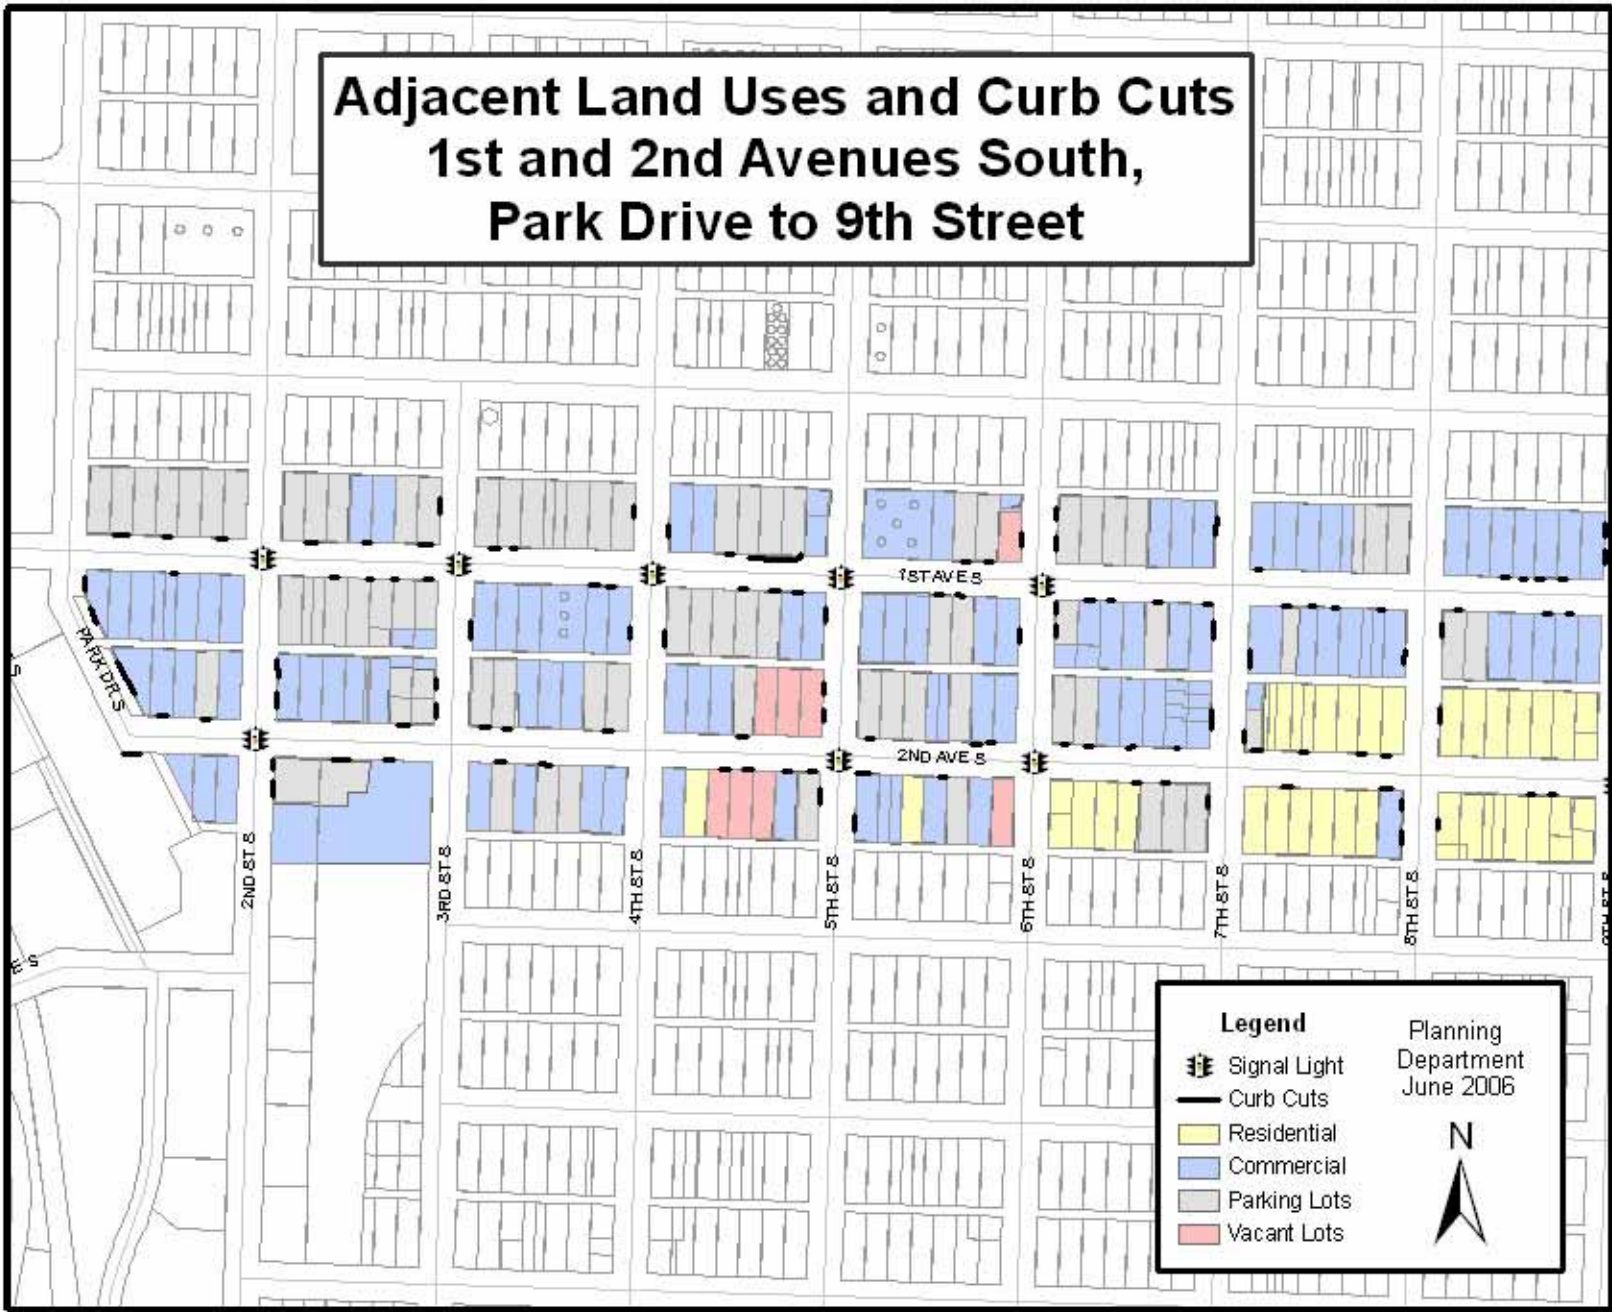 Adjacent Land Uses and Curb Cuts
1st and 2nd Avenues South,
Park Drive to 9th Street
1ST AVE S
PARK DR S
2ND AVE S
2ND ST S
3RD ST S
4TH ST S
5TH ST S
6TH ST S
7TH ST S
8TH ST S
S
Legend
Signal Light
Curb Cuts
Residential
Commercial
Parking Lots
Vacant Lots
Planning
Department
June 2006
N